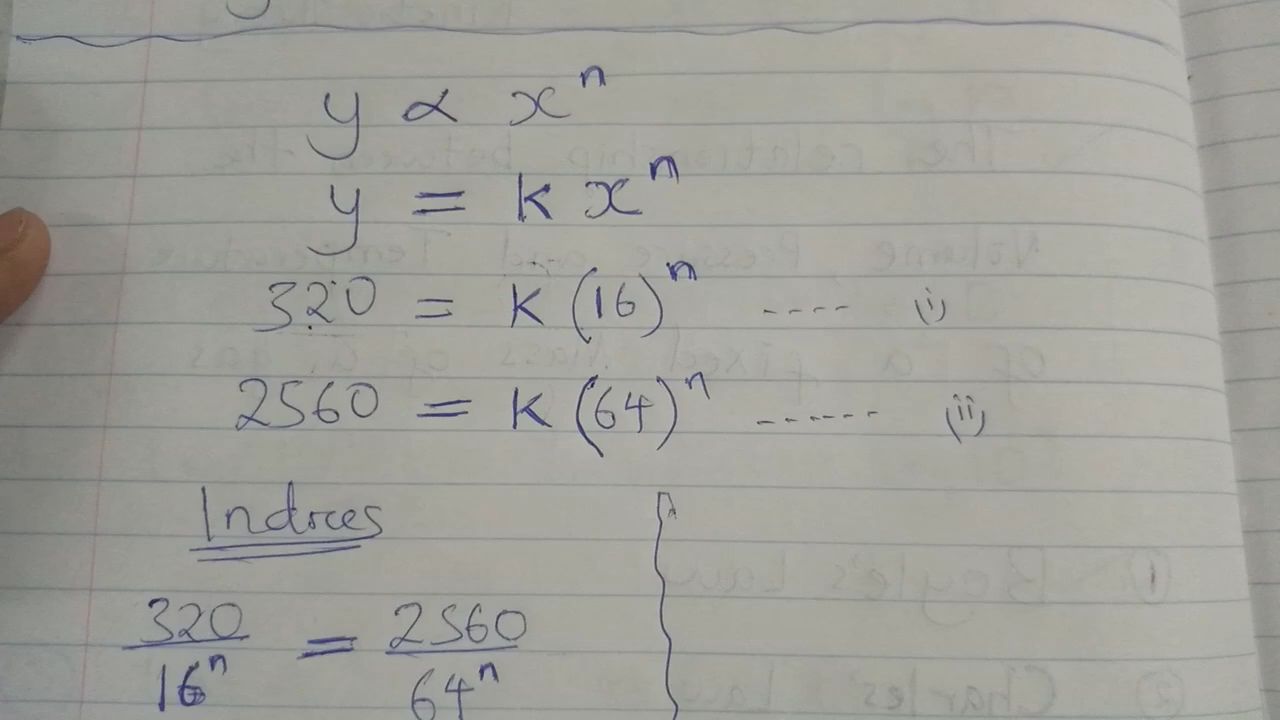 y ∝ xⁿ
y = k xⁿ
320 = K (16)ⁿ ---- (i)
2560 = K (64)ⁿ ------ (ii)
Indices
320/16ⁿ = 2560/64ⁿ